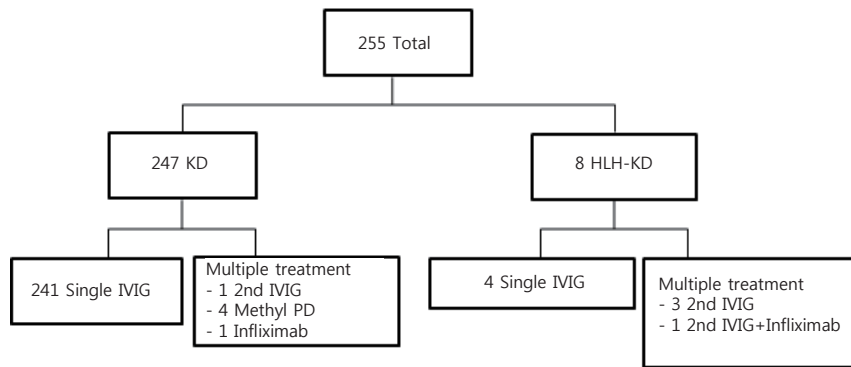 255 Total
247 KD
8 HLH-KD
241 Single IVIG
Multiple treatment
- 1 2nd IVIG
- 4 Methyl PD
- 1 Infliximab
4 Single IVIG
Multiple treatment
- 3 2nd IVIG
- 1 2nd IVIG+Infliximab